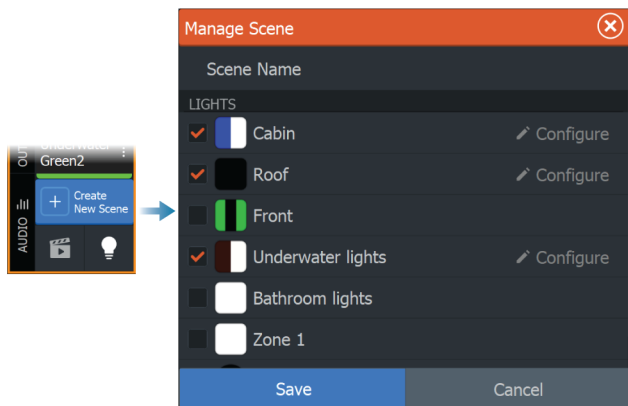 Underwater
Green2
Create
New Scene
OUT
AUDIO
Manage Scene
Scene Name
LIGHTS
Cabin
Configure
Roof
Configure
Front
Underwater lights
Configure
Bathroom lights
Zone 1
Save
Cancel